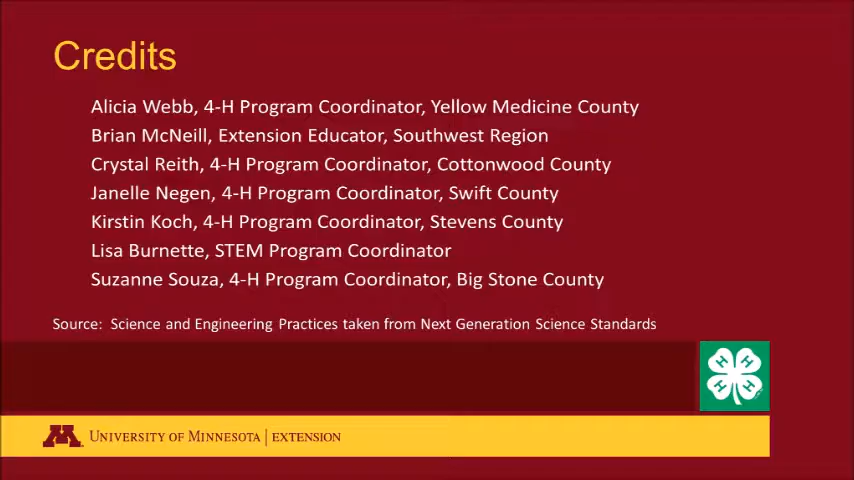 Credits
Alicia Webb, 4-H Program Coordinator, Yellow Medicine County
Brian McNeill, Extension Educator, Southwest Region
Crystal Reith, 4-H Program Coordinator, Cottonwood County
Janelle Negen, 4-H Program Coordinator, Swift County
Kirstin Koch, 4-H Program Coordinator, Stevens County
Lisa Burnette, STEM Program Coordinator
Suzanne Souza, 4-H Program Coordinator, Big Stone County
Source: Science and Engineering Practices taken from Next Generation Science Standards
H H
H H
M University of Minnesota | EXTENSION